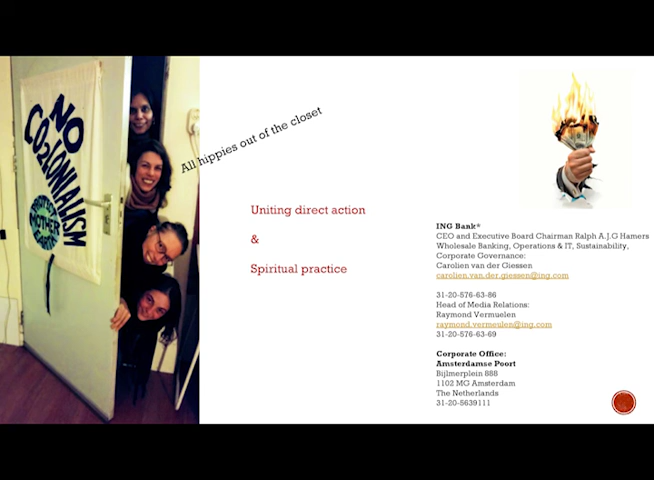 NO
CO2LONIALISM
MOTHER
All hippies out of the closet
Uniting direct action
&
Spiritual practice
ING Bank*
CEO and Executive Board Chairman Ralph A.J.G Hamers
Wholesale Banking, Operations & IT, Sustainability,
Corporate Governance:
Carolien van der Giessen
carolien.van.der.giessen@ing.com
31-20-576-63-86
Head of Media Relations:
Raymond Vermuelen
raymond.vermeulen@ing.com
31-20-576-63-69
Corporate Office:
Amsterdamse Poort
Bijlmerplein 888
1102 MG Amsterdam
The Netherlands
31-20-5639111